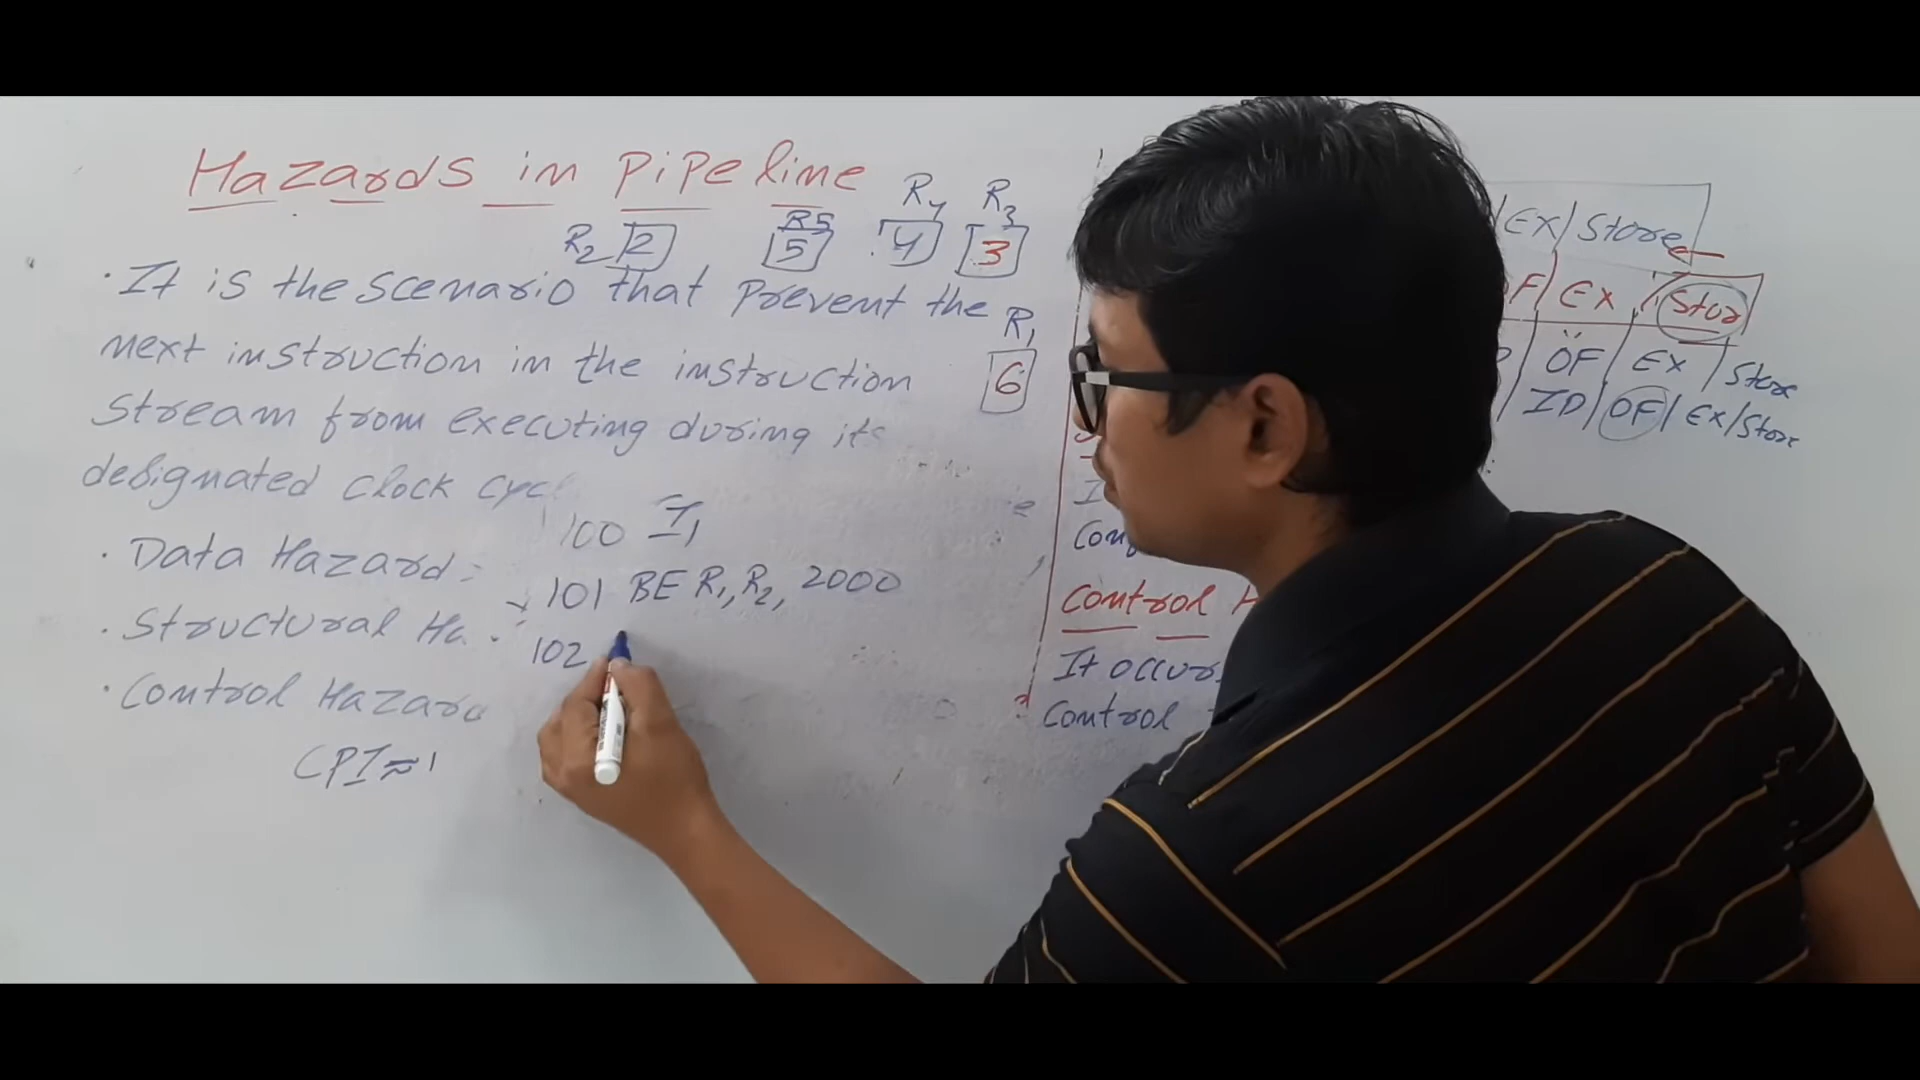 Hazards in PiPeline
R2 2 R5 5 R4 4 R3 3
· It is the scenario that prevent the
next instruction in the instruction
R1 6
Stream from executing during its
designated clock cyc
· Data Hazard
· Structural Ha
· Control Hazard
CPI ≈ 1
100 I1
101 BE R1, R2, 2000
102
EX/Store
F/ EX / Stor
OF/ EX /Store
ID/OF/ EX/Store
I
Con
Control H
It occurs
Control